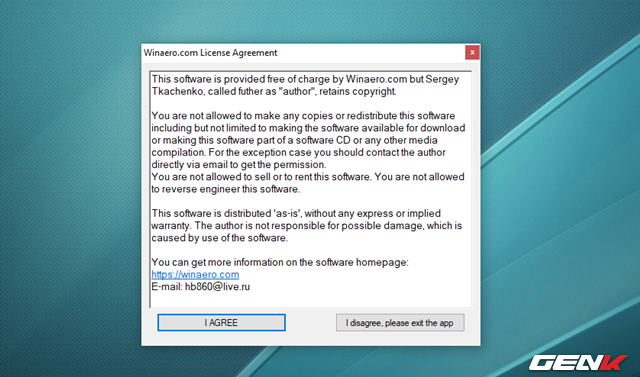 Winaero.com License Agreement
x
This software is provided free of charge by Winaero.com but Sergey
Tkachenko, called futher as "author", retains copyright.
You are not allowed to make any copies or redistribute this software
including but not limited to making the software available for download
or making this software part of a software CD or any other media
compilation. For the exception case you should contact the author
directly via email to get the permission.
You are not allowed to sell or to rent this software. You are not allowed
to reverse engineer this software.
This software is distributed 'as-is', without any express or implied
warranty. The author is not responsible for possible damage, which is
caused by use of the software.
You can get more information on the software homepage:
https://winaero.com
E-mail: hb860@live.ru
I AGREE
I disagree, please exit the app
GENK